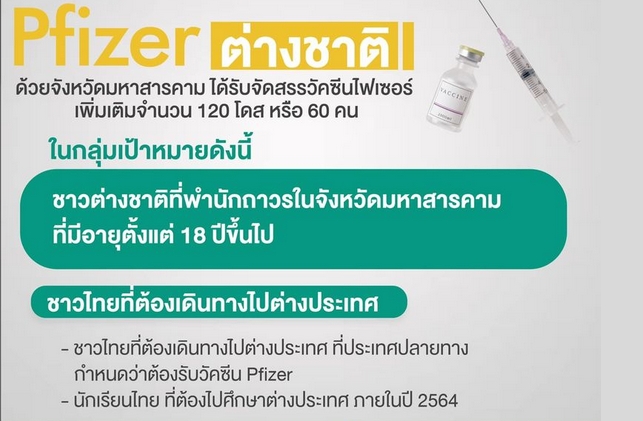 Pfizer ต่างชาติ
ด้วยจังหวัดมหาสารคาม ได้รับจัดสรรวัคซีนไฟเซอร์
เพิ่มเติมจำนวน 120 โดส หรือ 60 คน
VACCINE
ในกลุ่มเป้าหมายดังนี้
ชาวต่างชาติที่พำนักถาวรในจังหวัดมหาสารคาม
ที่มีอายุตั้งแต่ 18 ปีขึ้นไป
ชาวไทยที่ต้องเดินทางไปต่างประเทศ
- ชาวไทยที่ต้องเดินทางไปต่างประเทศ ที่ประเทศปลายทาง
กำหนดว่าต้องรับวัคซีน Pfizer
- นักเรียนไทย ที่ต้องไปศึกษาต่างประเทศ ภายในปี 2564